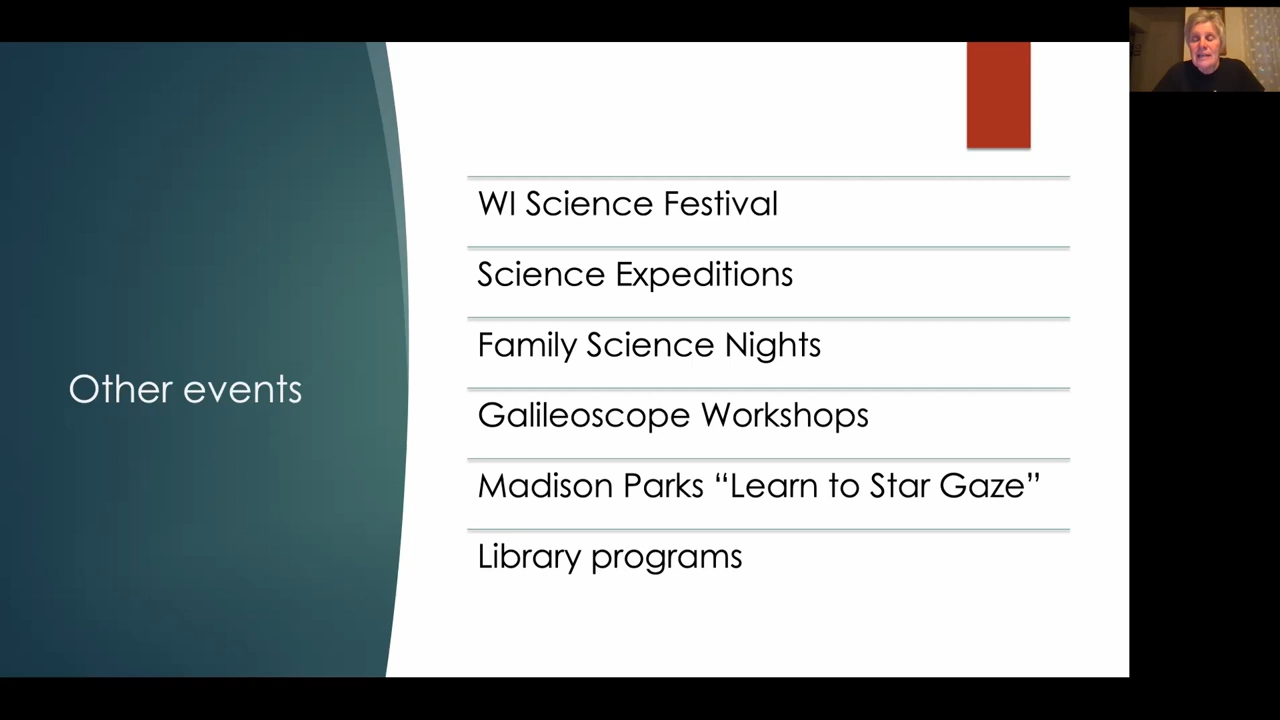 Other events
WI Science Festival
Science Expeditions
Family Science Nights
Galileoscope Workshops
Madison Parks “Learn to Star Gaze”
Library programs